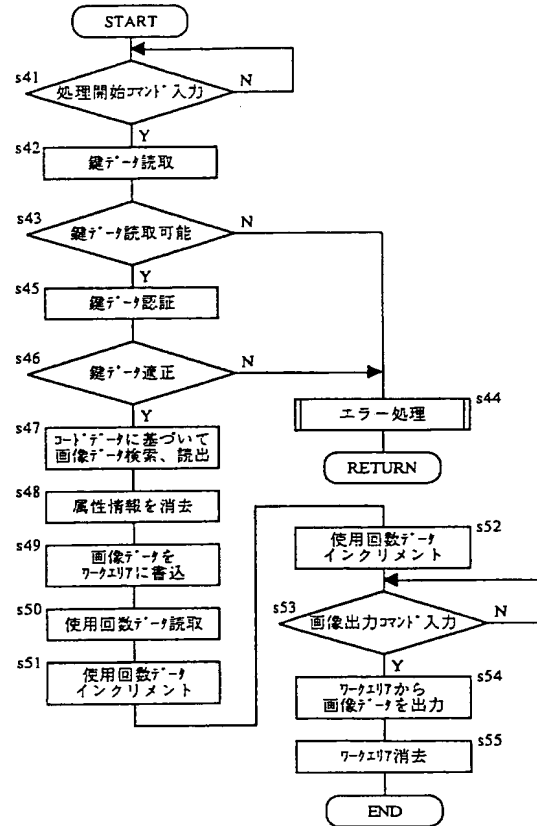 START
s41
処理開始コマンド入力
N
Y
s42
鍵データ読取
s43
鍵データ読取可能
N
Y
s45
鍵データ認証
s46
鍵データ適正
N
Y
s44
エラー処理
RETURN
s47
コードデータに基づいて
画像データ検索、読出
s48
属性情報を消去
s49
画像データを
ワークエリアに書込
s50
使用回数データ読取
s51
使用回数データ
インクリメント
s52
使用回数データ
インクリメント
s53
画像出力コマンド入力
N
Y
s54
ワークエリアから
画像データを出力
s55
ワークエリア消去
END